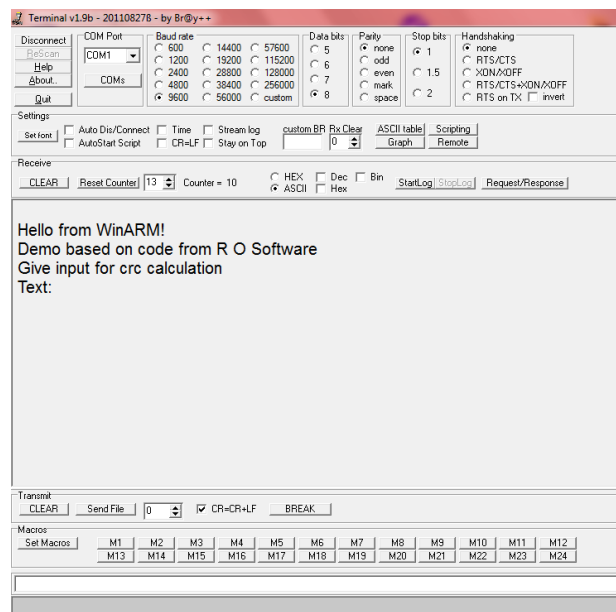 Terminal v1.9b - 20110827ß - by Br@y++
Disconnect
ReScan
Help
About..
Quit
COM Port
COM1
COMs
Baud rate
600 14400 57600
1200 19200 115200
2400 28800 128000
4800 38400 256000
9600 56000 custom
Data bits
5
6
7
8
Parity
none
odd
even
mark
space
Stop bits
1
1.5
2
Handshaking
none
RTS/CTS
XON/XOFF
RTS/CTS+XON/XOFF
RTS on TX invert
Settings
Set font
Auto Dis/Connect Time Stream log custom BR Rx Clear ASCII table Scripting
AutoStart Script CR=LF Stay on Top 0 Graph Remote
Receive
CLEAR Reset Counter 13 Counter = 10 HEX Dec Bin
ASCII Hex StartLog StopLog Request/Response
Hello from WinARM!
Demo based on code from R O Software
Give input for crc calculation
Text:
Transmit
CLEAR Send File 0 CR=CR+LF BREAK
Macros
Set Macros M1 M2 M3 M4 M5 M6 M7 M8 M9 M10 M11 M12
M13 M14 M15 M16 M17 M18 M19 M20 M21 M22 M23 M24